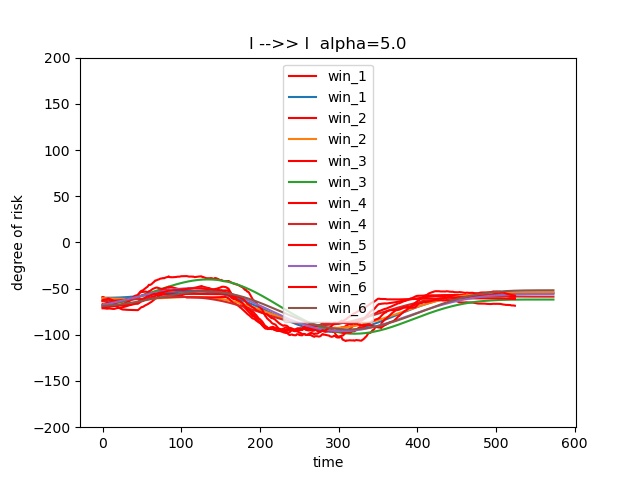 I -->> I  alpha=5.0
200
150
100
50
0
−50
−100
−150
−200
degree of risk
win_1
win_1
win_2
win_2
win_3
win_3
win_4
win_4
win_5
win_5
win_6
win_6
0 100 200 300 400 500 600
time